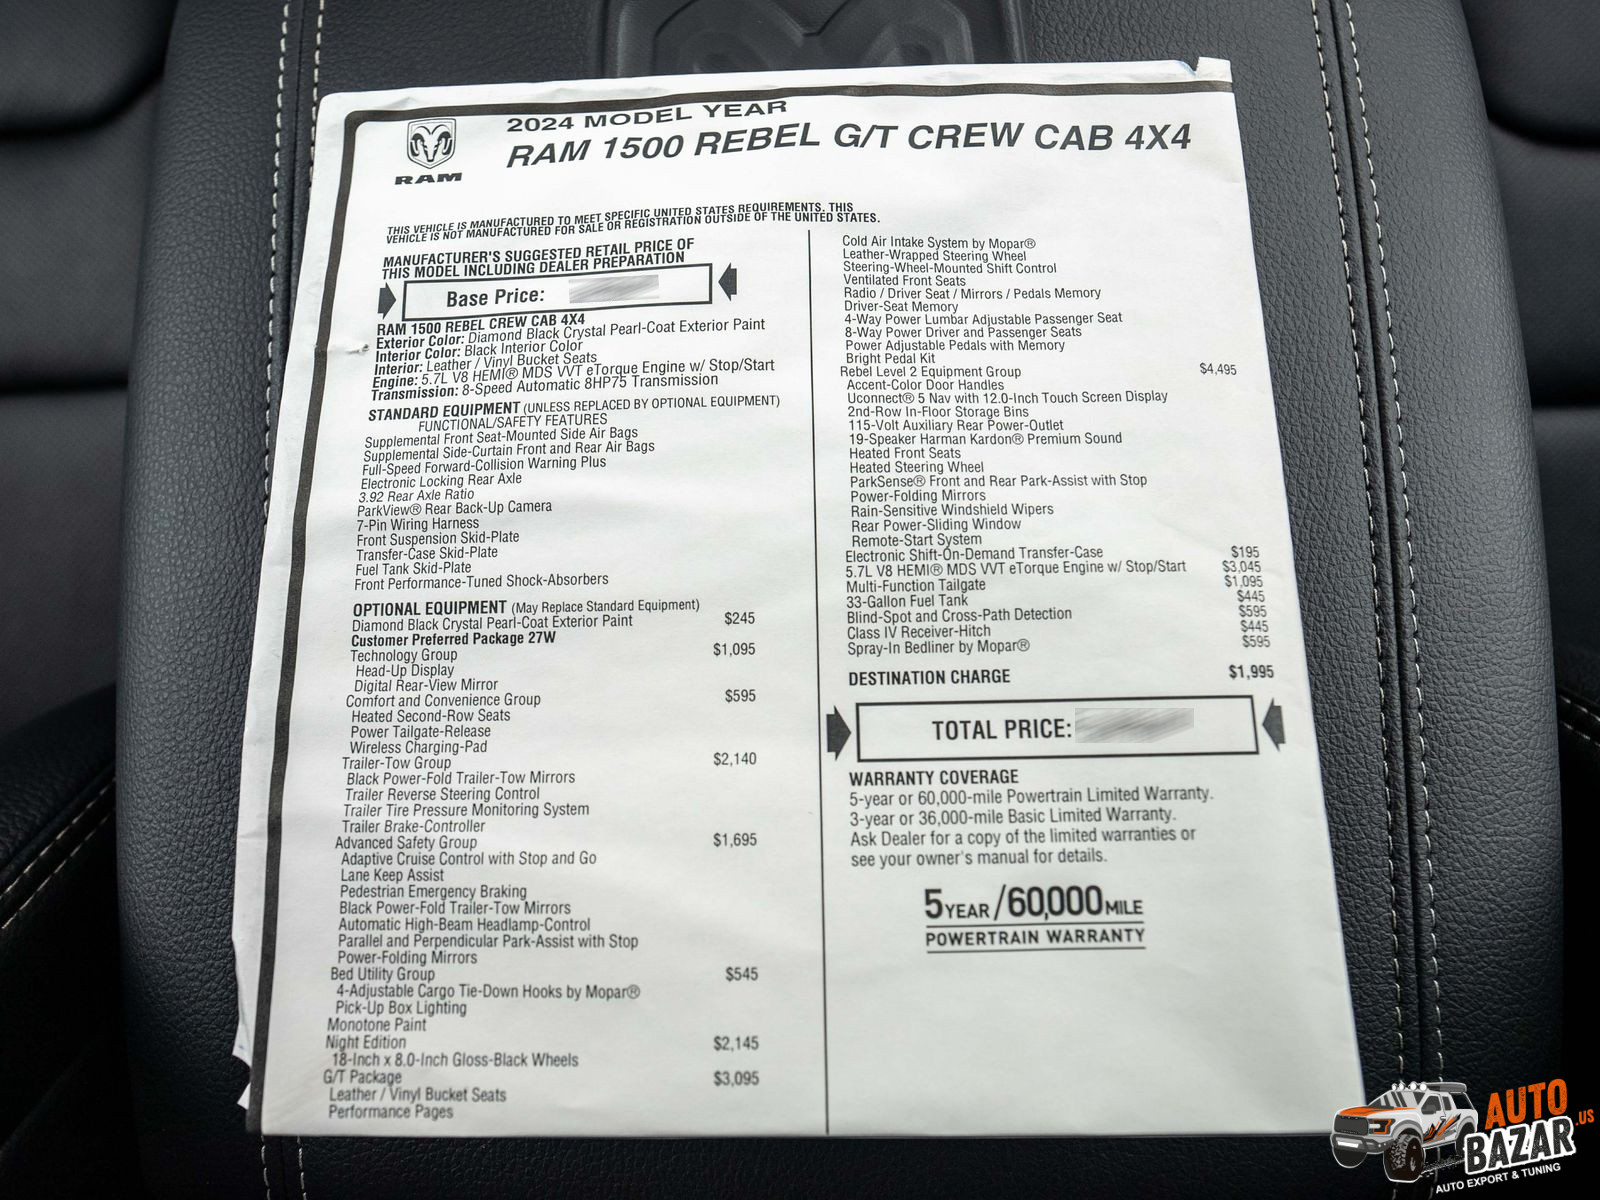 2024 MODEL YEAR
RAM 1500 REBEL G/T CREW CAB 4X4
RAM
THIS VEHICLE IS MANUFACTURED TO MEET SPECIFIC UNITED STATES REQUIREMENTS. THIS
VEHICLE IS NOT MANUFACTURED FOR SALE OR REGISTRATION OUTSIDE OF THE UNITED STATES.
MANUFACTURER'S SUGGESTED RETAIL PRICE OF
THIS MODEL INCLUDING DEALER PREPARATION
Base Price:
RAM 1500 REBEL CREW CAB 4X4
Exterior Color: Diamond Black Crystal Pearl-Coat Exterior Paint
Interior Color: Black Interior Color
Interior: Leather / Vinyl Bucket Seats
Engine: 5.7L V8 HEMI® MDS VVT eTorque Engine w/ Stop/Start
Transmission: 8-Speed Automatic 8HP75 Transmission
STANDARD EQUIPMENT (UNLESS REPLACED BY OPTIONAL EQUIPMENT)
FUNCTIONAL/SAFETY FEATURES
Supplemental Front Seat-Mounted Side Air Bags
Supplemental Side-Curtain Front and Rear Air Bags
Full-Speed Forward-Collision Warning Plus
Electronic Locking Rear Axle
3.92 Rear Axle Ratio
ParkView® Rear Back-Up Camera
7-Pin Wiring Harness
Front Suspension Skid-Plate
Transfer-Case Skid-Plate
Fuel Tank Skid-Plate
Front Performance-Tuned Shock-Absorbers
OPTIONAL EQUIPMENT (May Replace Standard Equipment)
Diamond Black Crystal Pearl-Coat Exterior Paint $245
Customer Preferred Package 27W
Technology Group $1,095
Head-Up Display
Digital Rear-View Mirror
Comfort and Convenience Group $595
Heated Second-Row Seats
Power Tailgate-Release
Wireless Charging-Pad
Trailer-Tow Group $2,140
Black Power-Fold Trailer-Tow Mirrors
Trailer Reverse Steering Control
Trailer Tire Pressure Monitoring System
Trailer Brake-Controller
Advanced Safety Group $1,695
Adaptive Cruise Control with Stop and Go
Lane Keep Assist
Pedestrian Emergency Braking
Black Power-Fold Trailer-Tow Mirrors
Automatic High-Beam Headlamp-Control
Parallel and Perpendicular Park-Assist with Stop
Power-Folding Mirrors
Bed Utility Group $545
4-Adjustable Cargo Tie-Down Hooks by Mopar®
Pick-Up Box Lighting
Monotone Paint
Night Edition $2,145
18-Inch x 8.0-Inch Gloss-Black Wheels
G/T Package $3,095
Leather / Vinyl Bucket Seats
Performance Pages
Cold Air Intake System by Mopar®
Leather-Wrapped Steering Wheel
Steering-Wheel-Mounted Shift Control
Ventilated Front Seats
Radio / Driver Seat / Mirrors / Pedals Memory
Driver-Seat Memory
4-Way Power Lumbar Adjustable Passenger Seat
8-Way Power Driver and Passenger Seats
Power Adjustable Pedals with Memory
Bright Pedal Kit
Rebel Level 2 Equipment Group $4,495
Accent-Color Door Handles
Uconnect® 5 Nav with 12.0-Inch Touch Screen Display
2nd-Row In-Floor Storage Bins
115-Volt Auxiliary Rear Power-Outlet
19-Speaker Harman Kardon® Premium Sound
Heated Front Seats
Heated Steering Wheel
ParkSense® Front and Rear Park-Assist with Stop
Power-Folding Mirrors
Rain-Sensitive Windshield Wipers
Rear Power-Sliding Window
Remote-Start System
Electronic Shift-On-Demand Transfer-Case $195
5.7L V8 HEMI® MDS VVT eTorque Engine w/ Stop/Start $3,045
Multi-Function Tailgate $1,095
33-Gallon Fuel Tank $445
Blind-Spot and Cross-Path Detection $595
Class IV Receiver-Hitch $445
Spray-In Bedliner by Mopar® $595
DESTINATION CHARGE $1,995
TOTAL PRICE:
WARRANTY COVERAGE
5-year or 60,000-mile Powertrain Limited Warranty.
3-year or 36,000-mile Basic Limited Warranty.
Ask Dealer for a copy of the limited warranties or
see your owner's manual for details.
5 YEAR/60,000 MILE
POWERTRAIN WARRANTY
AUTO
BAZAR.US
AUTO EXPORT & TUNING